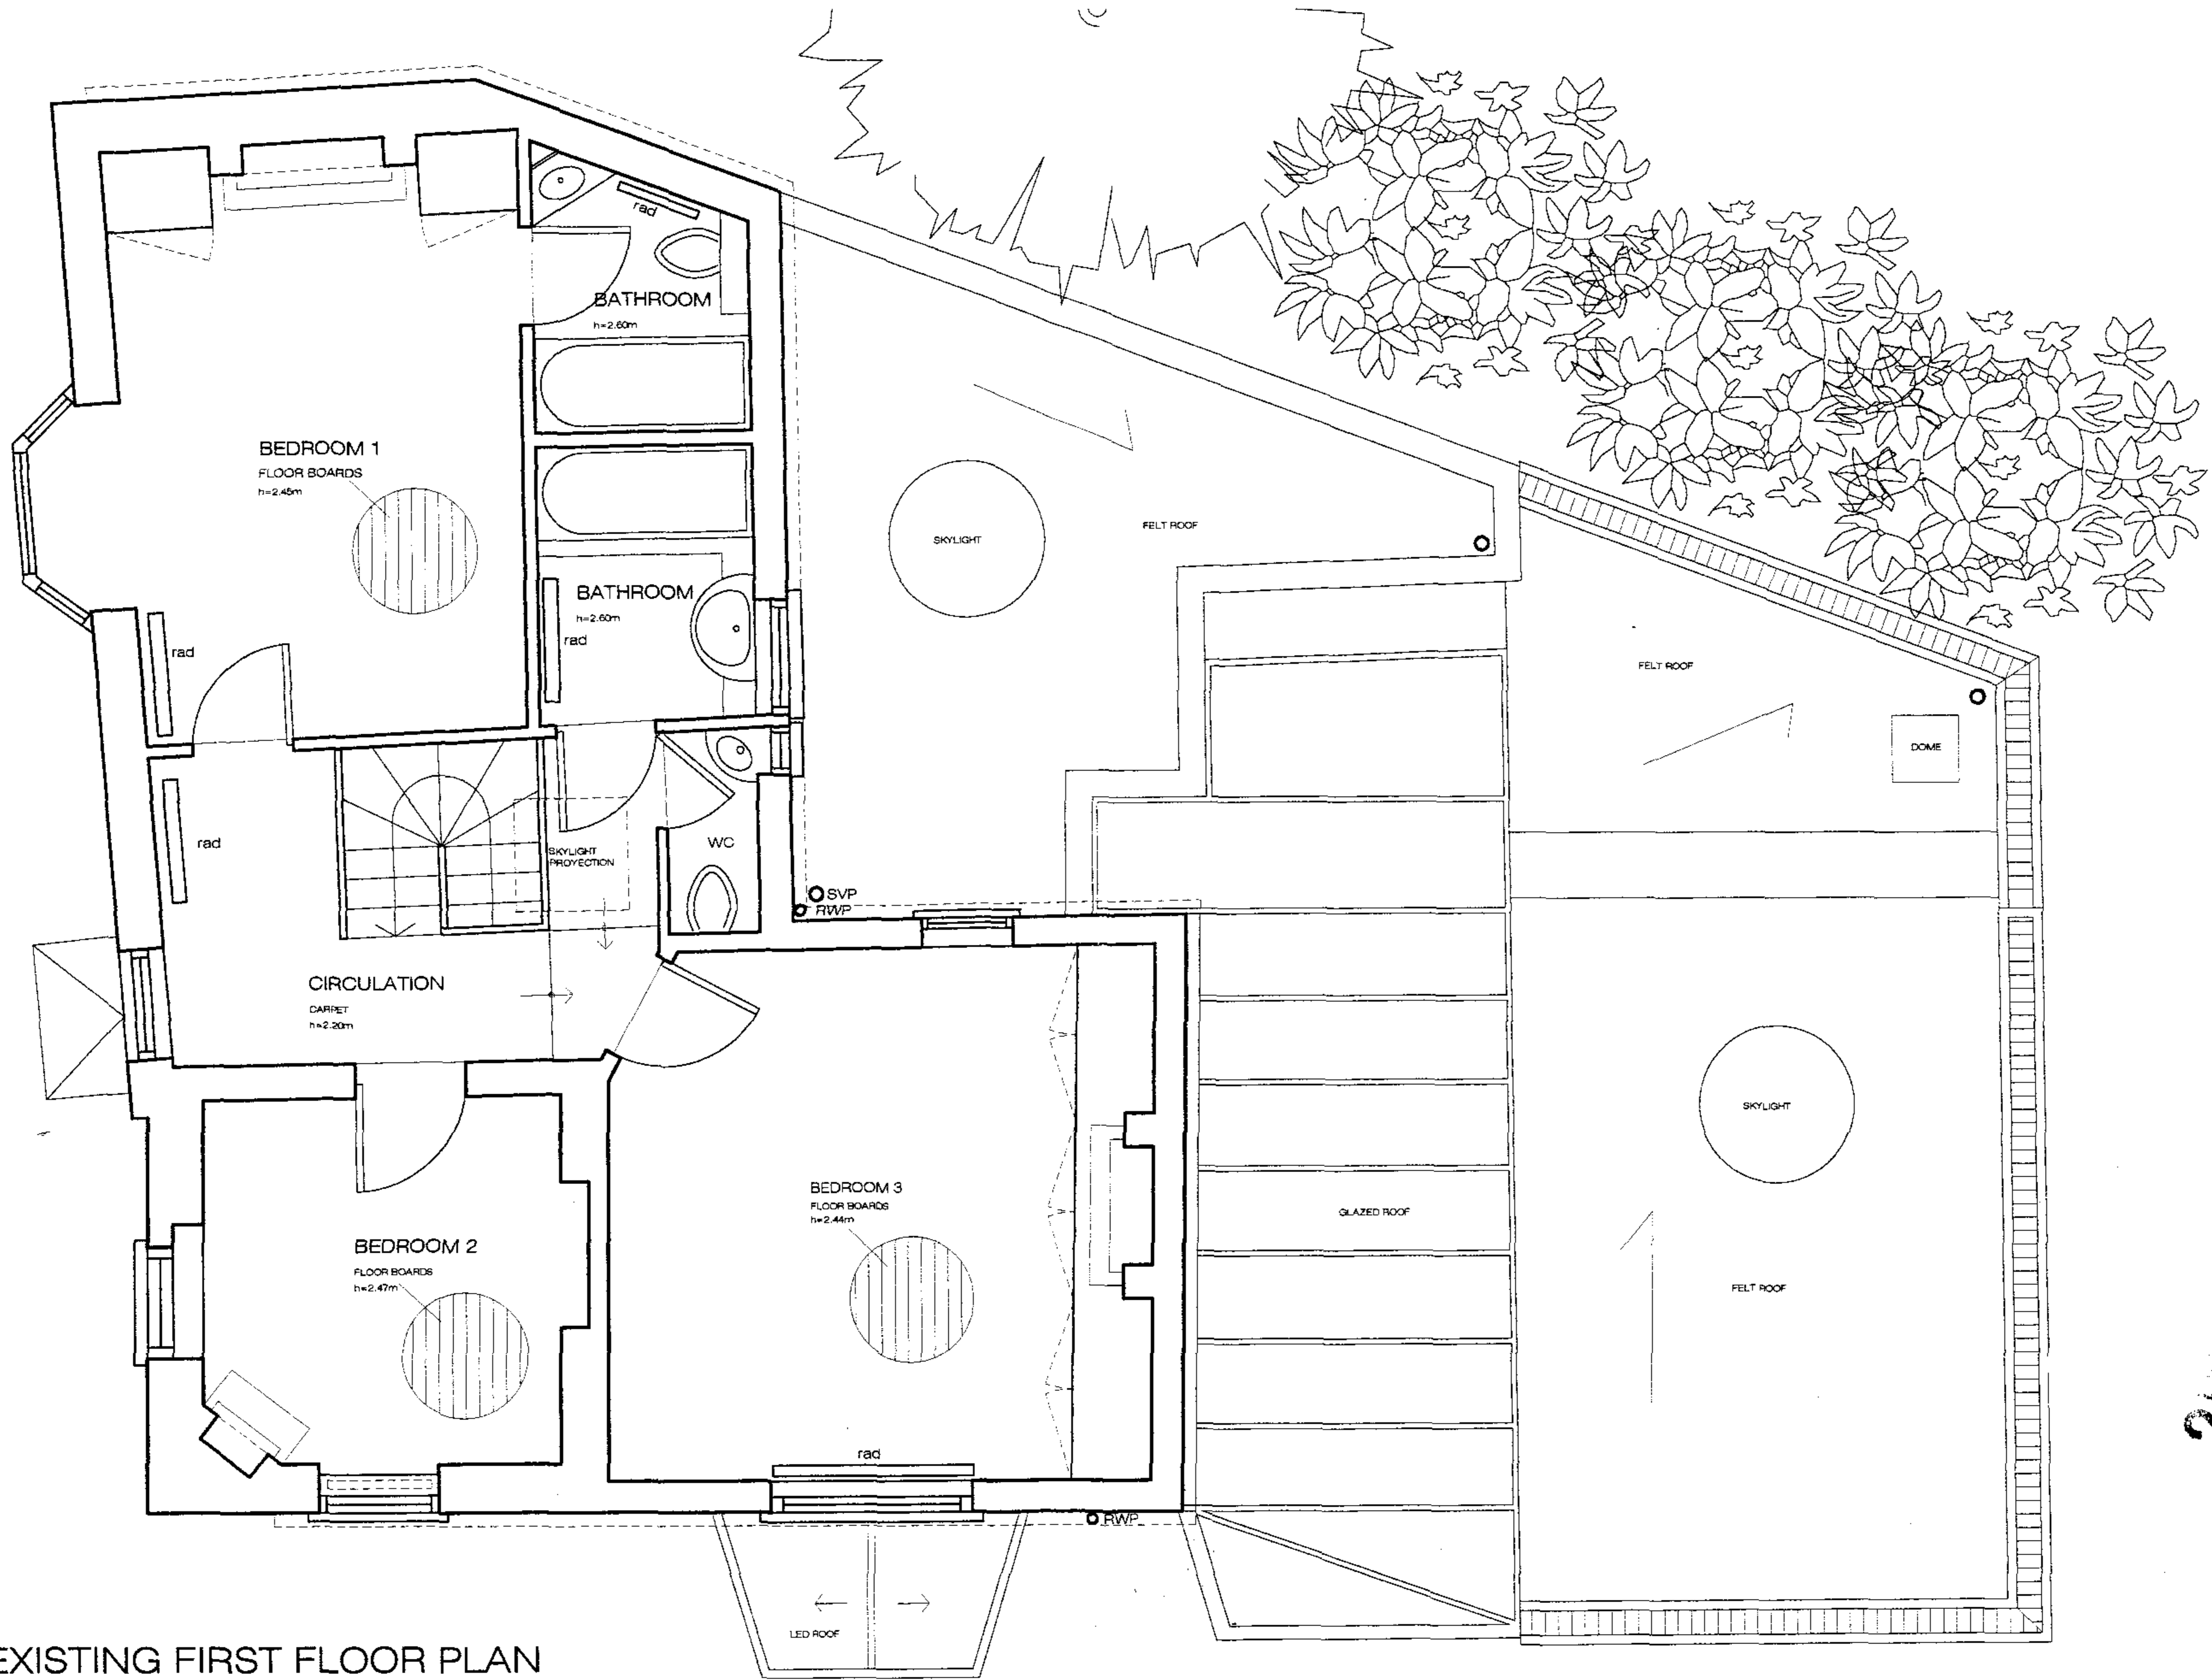 rad
BATHROOM
h=2.60m
BEDROOM 1
FLOOR BOARDS
h=2.45m
SKYLIGHT
FELT ROOF
BATHROOM
h=2.60m
rad
rad
FELT ROOF
DOME
rad
SKYLIGHT
PROYECTION
WC
SVP
RWP
CIRCULATION
CARPET
h=2.20m
SKYLIGHT
BEDROOM 3
FLOOR BOARDS
h=2.44m
GLAZED ROOF
BEDROOM 2
FLOOR BOARDS
h=2.47m
FELT ROOF
rad
RWP
LED ROOF
EXISTING FIRST FLOOR PLAN